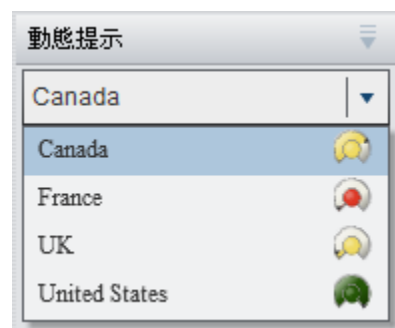 動態提示
Canada
Canada
France
UK
United States